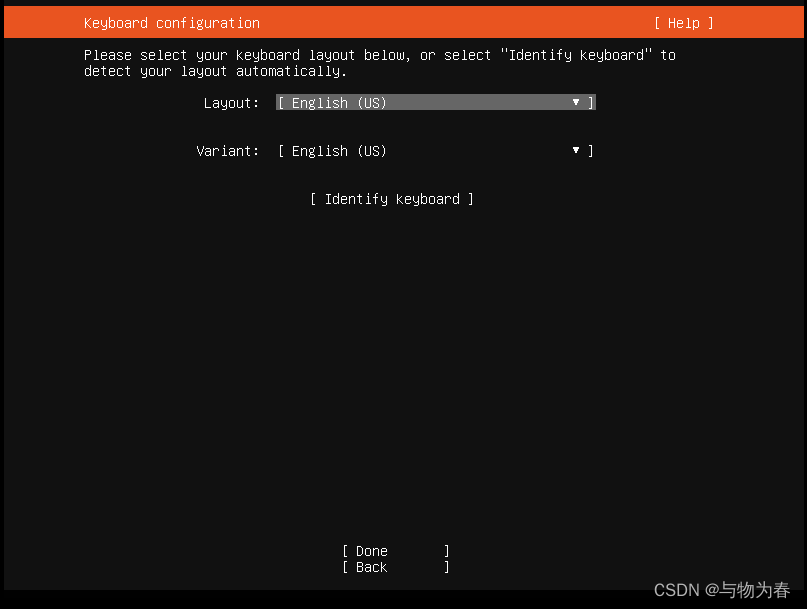 Keyboard configuration [ Help ]
Please select your keyboard layout below, or select "Identify keyboard" to
detect your layout automatically.
Layout: [ English (US) ▾ ]
Variant: [ English (US) ▾ ]
[ Identify keyboard ]
[ Done ]
[ Back ]
CSDN @与物为春